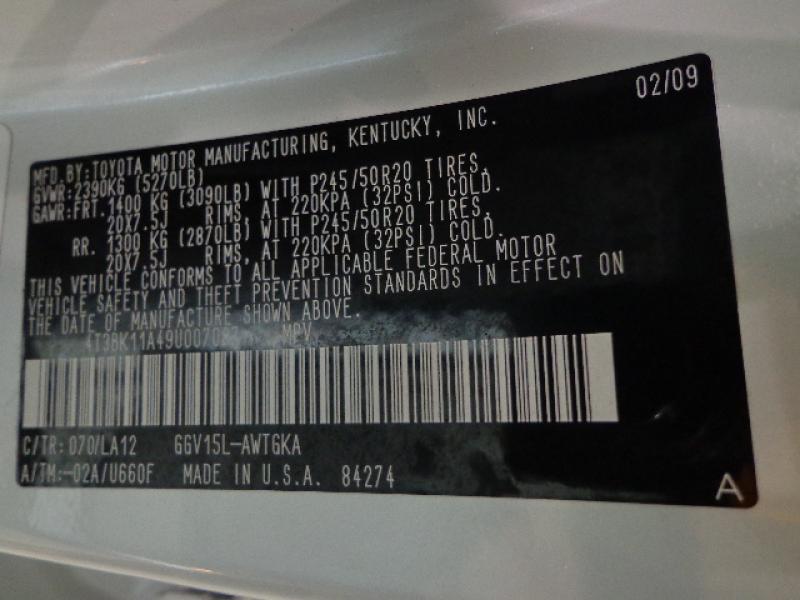 02/09
MFD.BY:TOYOTA MOTOR MANUFACTURING, KENTUCKY, INC.
GVWR:2390KG (5270LB)
GAWR:FRT.1400 KG (3090LB) WITH P245/50R20 TIRES,
20X7.5J RIMS, AT 220KPA (32PSI) COLD.
RR. 1300 KG (2870LB) WITH P245/50R20 TIRES,
20X7.5J RIMS, AT 220KPA (32PSI) COLD.
THIS VEHICLE CONFORMS TO ALL APPLICABLE FEDERAL MOTOR
VEHICLE SAFETY AND THEFT PREVENTION STANDARDS IN EFFECT ON
THE DATE OF MANUFACTURE SHOWN ABOVE.
MPV
C/TR: 070/LA12 GGV15L-AWTGKA
A/TM:-02A/U660F MADE IN U.S.A. 84274
A